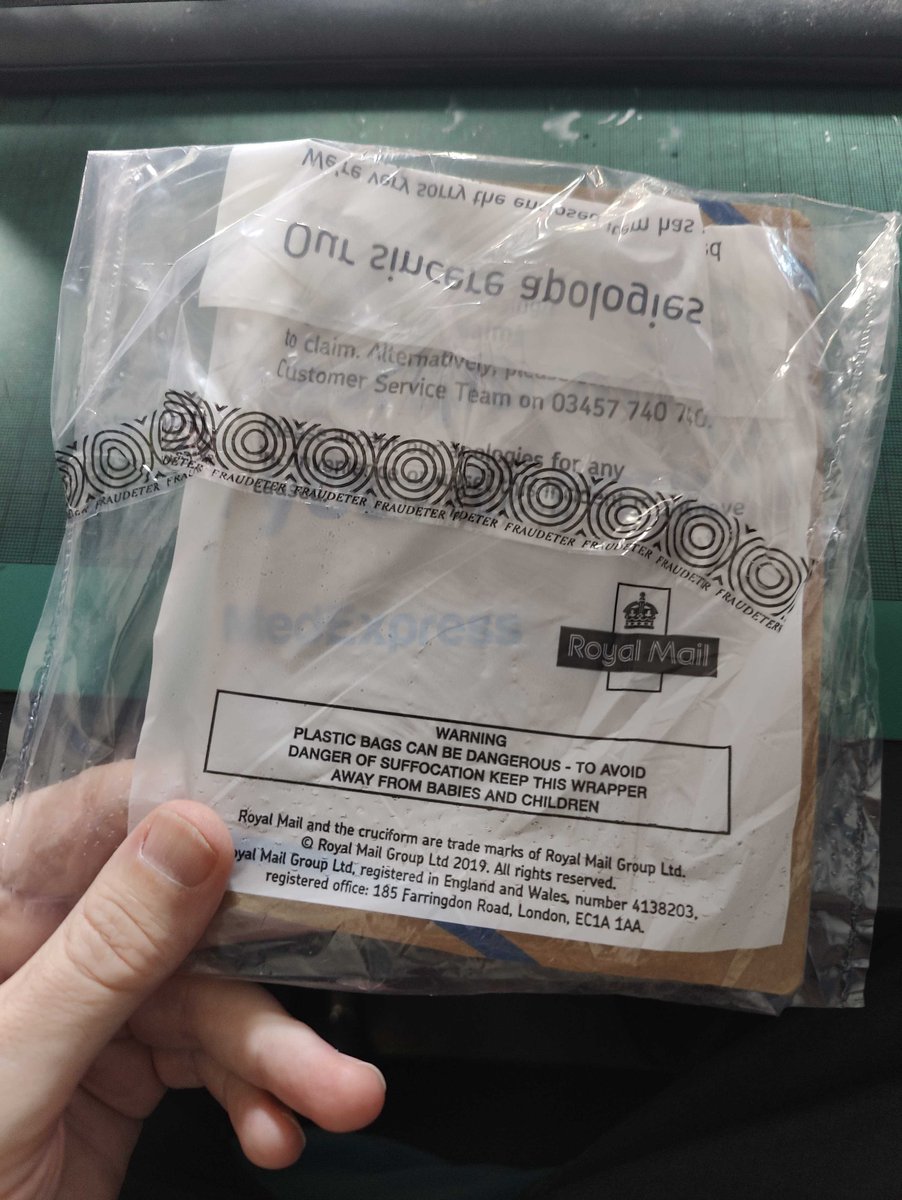 We're very sorry the enclosed item has
Our sincere apologies
to claim. Alternatively, please
Customer Service Team on 03457 740 740.
apologies for any
FRAUDETER FRAUDETER FRAUDETER FRAUDETER FRAUDETER FRAUDETER FRAUDETER FRAUDETER
MedExpress
Royal Mail
WARNING
PLASTIC BAGS CAN BE DANGEROUS - TO AVOID
DANGER OF SUFFOCATION KEEP THIS WRAPPER
AWAY FROM BABIES AND CHILDREN
Royal Mail and the cruciform are trade marks of Royal Mail Group Ltd.
© Royal Mail Group Ltd 2019. All rights reserved.
Royal Mail Group Ltd, registered in England and Wales, number 4138203,
registered office: 185 Farringdon Road, London, EC1A 1AA.